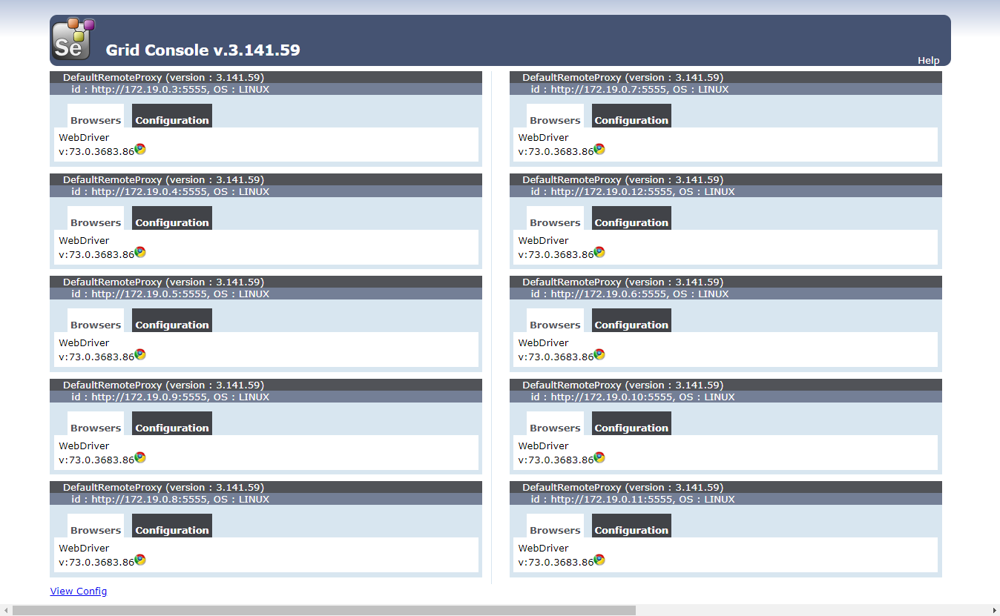 Se
Grid Console v.3.141.59
Help
DefaultRemoteProxy (version : 3.141.59)
id : http://172.19.0.3:5555, OS : LINUX
Browsers Configuration
WebDriver
v:73.0.3683.86
DefaultRemoteProxy (version : 3.141.59)
id : http://172.19.0.4:5555, OS : LINUX
Browsers Configuration
WebDriver
v:73.0.3683.86
DefaultRemoteProxy (version : 3.141.59)
id : http://172.19.0.5:5555, OS : LINUX
Browsers Configuration
WebDriver
v:73.0.3683.86
DefaultRemoteProxy (version : 3.141.59)
id : http://172.19.0.9:5555, OS : LINUX
Browsers Configuration
WebDriver
v:73.0.3683.86
DefaultRemoteProxy (version : 3.141.59)
id : http://172.19.0.8:5555, OS : LINUX
Browsers Configuration
WebDriver
v:73.0.3683.86
DefaultRemoteProxy (version : 3.141.59)
id : http://172.19.0.7:5555, OS : LINUX
Browsers Configuration
WebDriver
v:73.0.3683.86
DefaultRemoteProxy (version : 3.141.59)
id : http://172.19.0.12:5555, OS : LINUX
Browsers Configuration
WebDriver
v:73.0.3683.86
DefaultRemoteProxy (version : 3.141.59)
id : http://172.19.0.6:5555, OS : LINUX
Browsers Configuration
WebDriver
v:73.0.3683.86
DefaultRemoteProxy (version : 3.141.59)
id : http://172.19.0.10:5555, OS : LINUX
Browsers Configuration
WebDriver
v:73.0.3683.86
DefaultRemoteProxy (version : 3.141.59)
id : http://172.19.0.11:5555, OS : LINUX
Browsers Configuration
WebDriver
v:73.0.3683.86
View Config